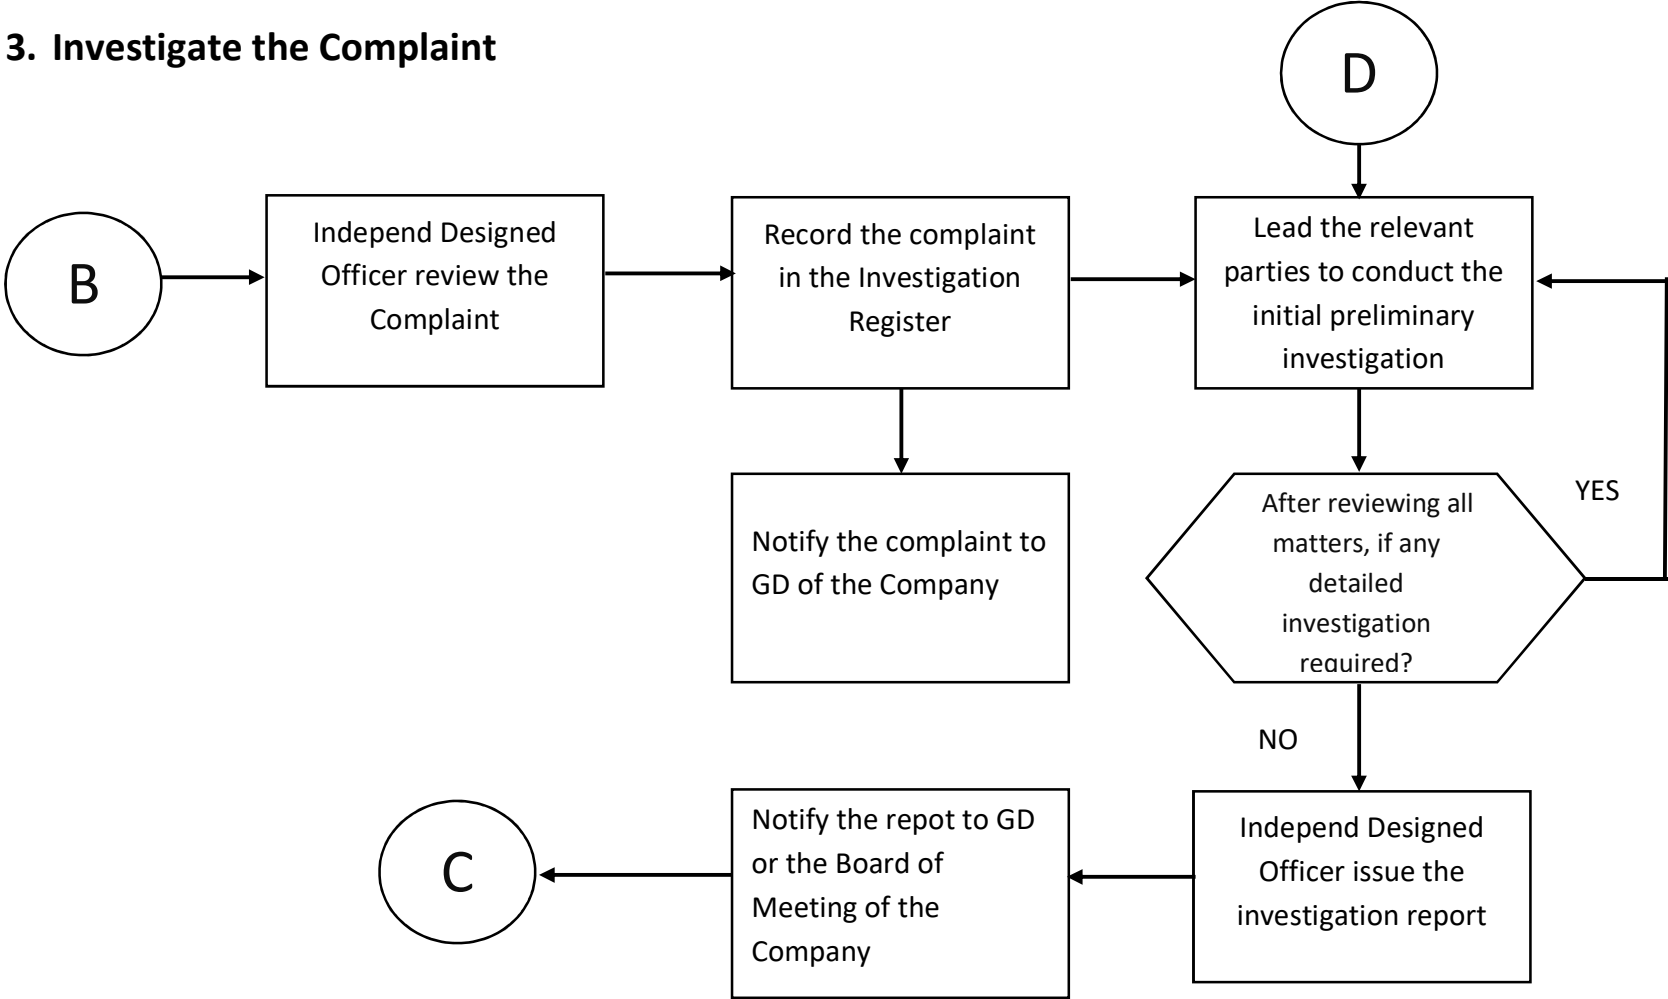 3. Investigate the Complaint
D
B
Independ Designed
Officer review the
Complaint
Record the complaint
in the Investigation
Register
Lead the relevant
parties to conduct the
initial preliminary
investigation
Notify the complaint to
GD of the Company
After reviewing all
matters, if any
detailed
investigation
required?
YES
NO
C
Notify the repot to GD
or the Board of
Meeting of the
Company
Independ Designed
Officer issue the
investigation report